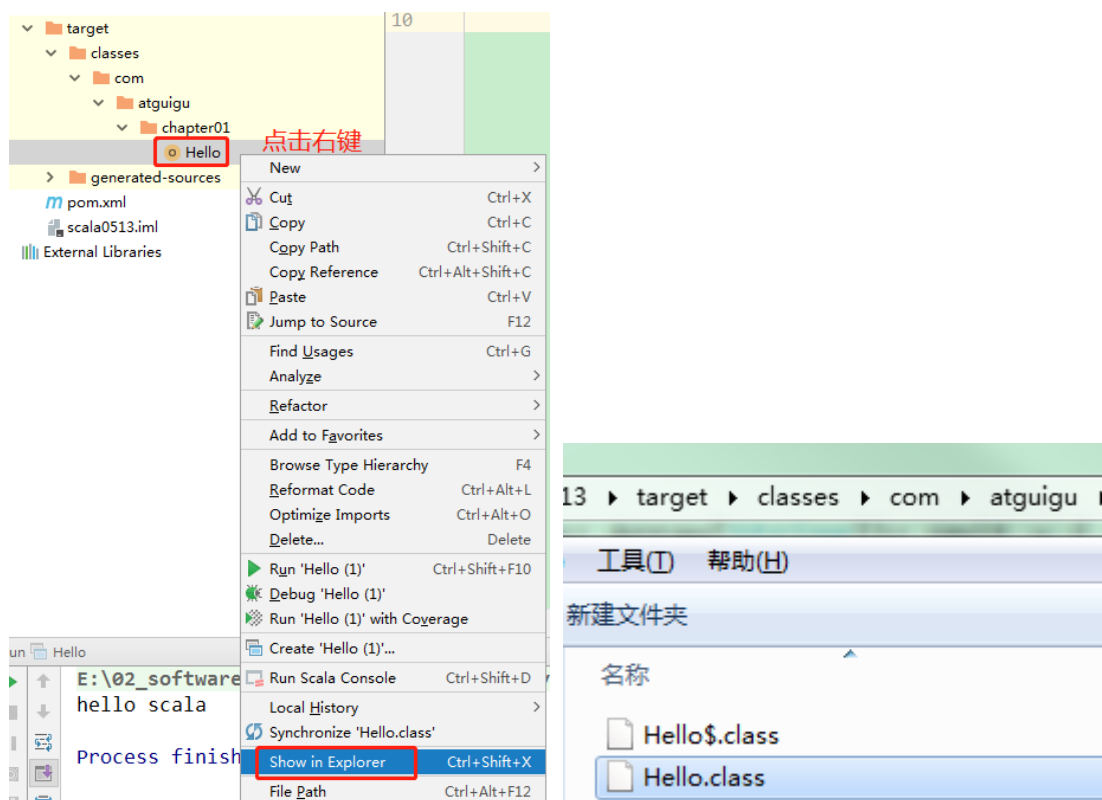 10
target
classes
com
atguigu
chapter01
Hello
点击右键
generated-sources
pom.xml
scala0513.iml
External Libraries
New
Cut Ctrl+X
Copy Ctrl+C
Copy Path Ctrl+Shift+C
Copy Reference Ctrl+Alt+Shift+C
Paste Ctrl+V
Jump to Source F12
Find Usages Ctrl+G
Analyze
Refactor
Add to Favorites
Browse Type Hierarchy F4
Reformat Code Ctrl+Alt+L
Optimize Imports Ctrl+Alt+O
Delete... Delete
Run 'Hello (1)' Ctrl+Shift+F10
Debug 'Hello (1)'
Run 'Hello (1)' with Coverage
Create 'Hello (1)'...
Run Scala Console Ctrl+Shift+D
Local History
Synchronize 'Hello.class'
Show in Explorer Ctrl+Shift+X
File Path Ctrl+Alt+F12
un Hello
E:\02_software
hello scala
Process finish
13 target classes com atguigu
工具(T) 帮助(H)
新建文件夹
名称
Hello$.class
Hello.class